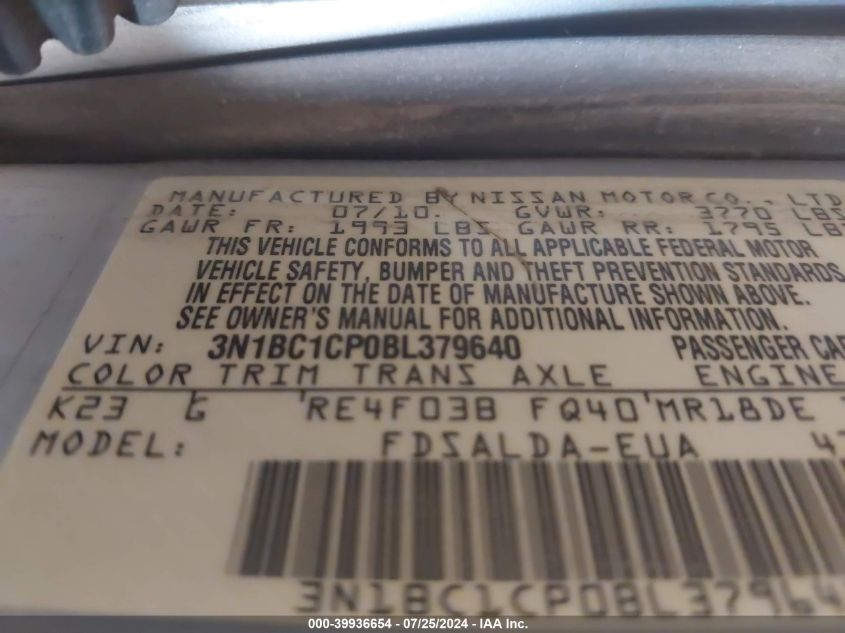 MANUFACTURED BY NISSAN MOTOR CO., LTD
DATE: 07/10. GVWR: 3770 LBS
GAWR FR: 1993 LBS GAWR RR: 1795 LBS
THIS VEHICLE CONFORMS TO ALL APPLICABLE FEDERAL MOTOR
VEHICLE SAFETY, BUMPER AND THEFT PREVENTION STANDARDS
IN EFFECT ON THE DATE OF MANUFACTURE SHOWN ABOVE.
SEE OWNER'S MANUAL FOR ADDITIONAL INFORMATION.
VIN: 3N1BC1CP0BL379640 PASSENGER CAR
COLOR TRIM TRANS AXLE ENGINE
K23 G RE4F03B FQ40 MR18DE
MODEL: FDSALDA-EUA
3N1BC1CP0BL37964
000-39936654 - 07/25/2024 - IAA Inc.